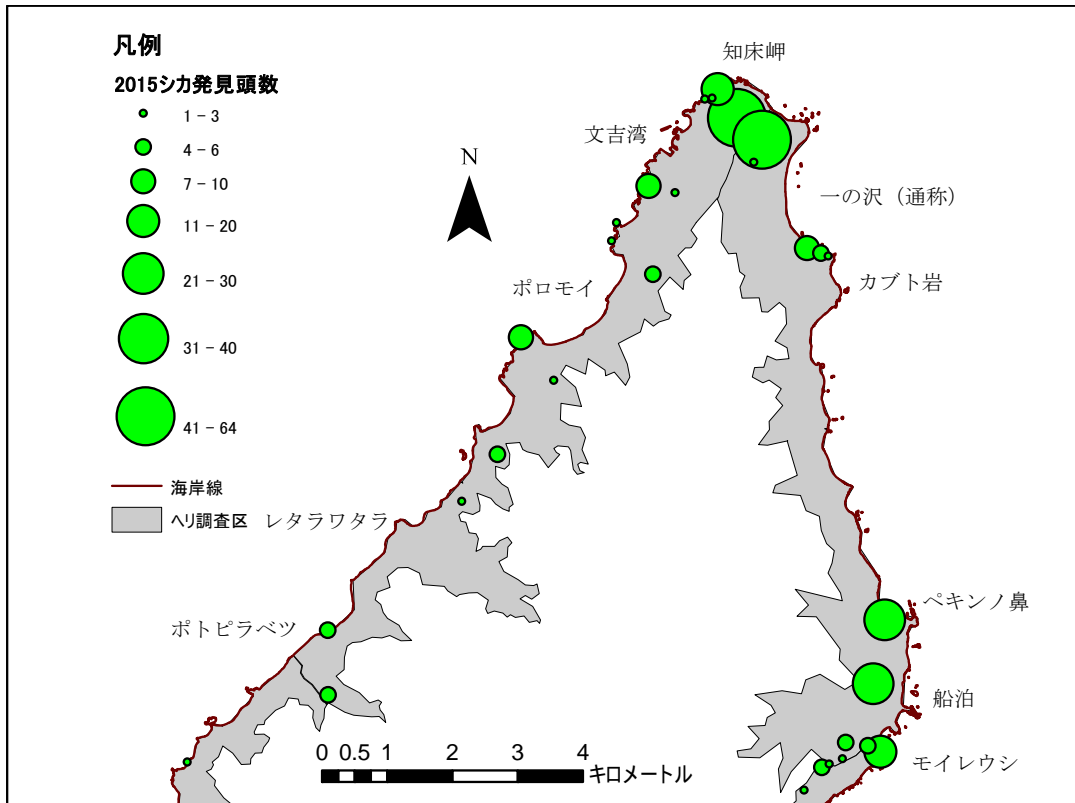 凡例
2015シカ発見頭数
1 - 3
4 - 6
7 - 10
11 - 20
21 - 30
31 - 40
41 - 64
海岸線
ヘリ調査区
N
知床岬
文吉湾
一の沢（通称）
カブト岩
ポロモイ
レタラワタラ
ポトピラベツ
ペキンノ鼻
船泊
モイレウシ
0 0.5 1 2 3 4
キロメートル